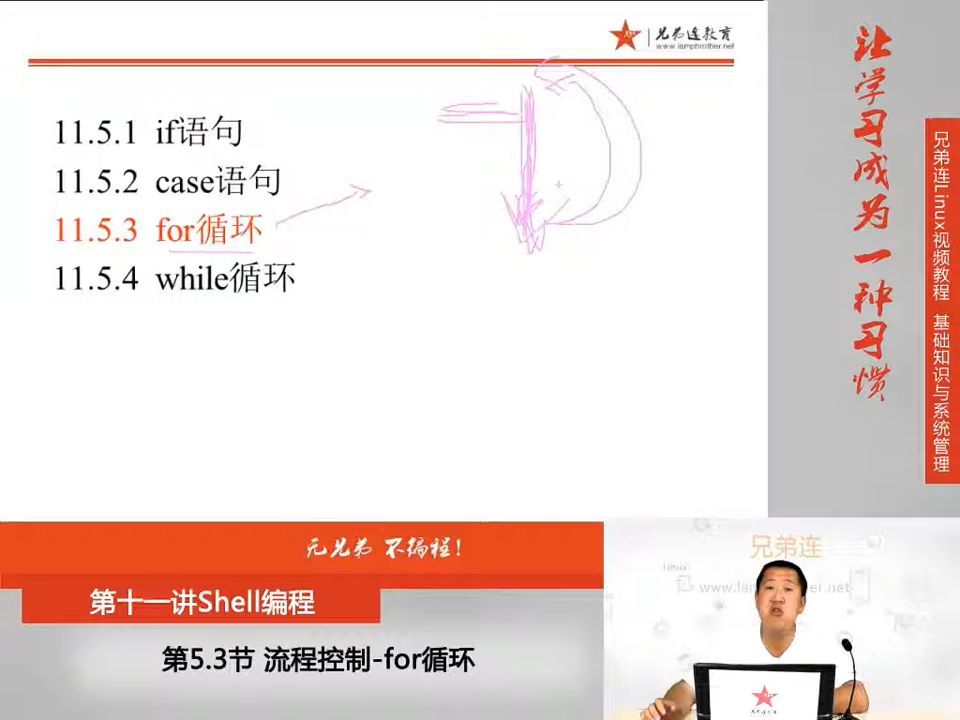 兄弟连教育
www.lampbrother.net
11.5.1 if语句
11.5.2 case语句
11.5.3 for循环
11.5.4 while循环
让学习成为一种习惯
兄弟连Linux视频教程 基础知识与系统管理
无兄弟 不编程!
第十一讲Shell编程
第5.3节 流程控制-for循环
兄弟连
Linux